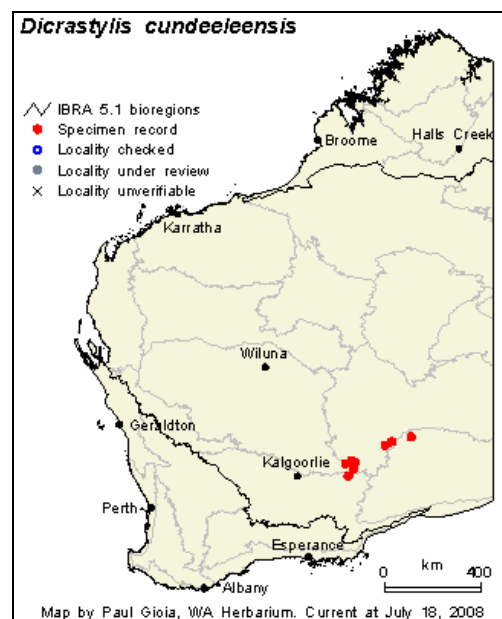 Dicrastylis cundeeleensis
IBRA 5.1 bioregions
Specimen record
Locality checked
Locality under review
Locality unverifiable
Broome
Halls Creek
Karratha
Wiluna
Geraldton
Kalgoorlie
Perth
Esperance
Albany
km
0 400
Map by Paul Gioia, WA Herbarium. Current at July 18, 2008